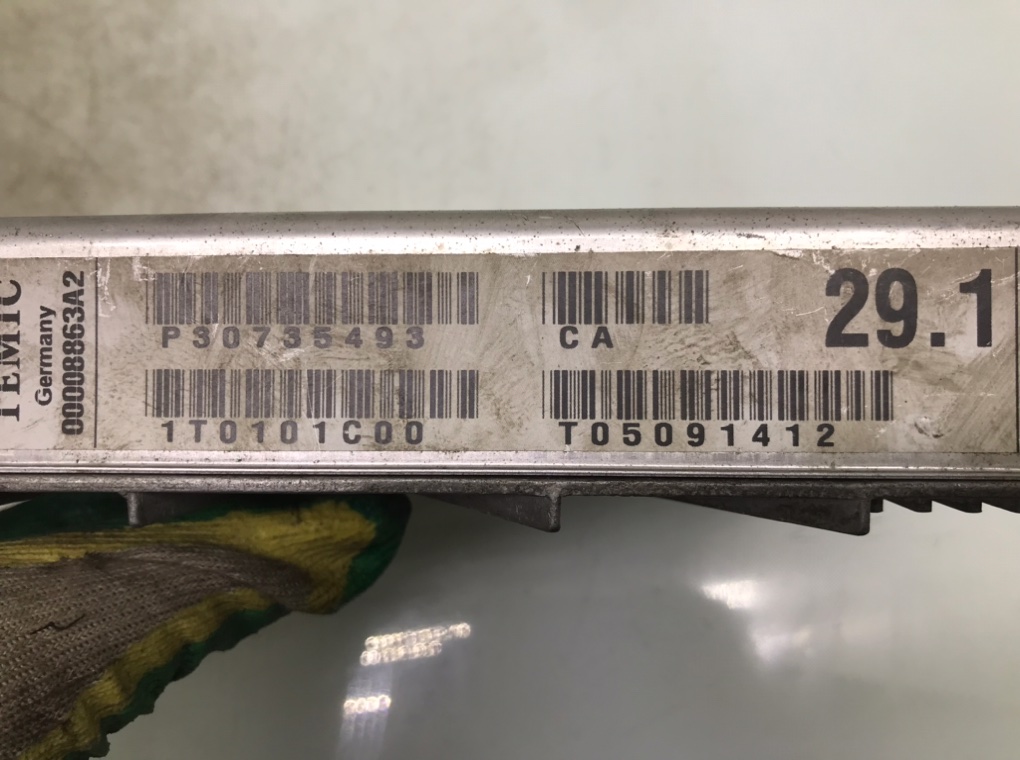 TEMIC
Germany
00008863A2
P30735493
CA
29.1
1T0101C00
T05091412